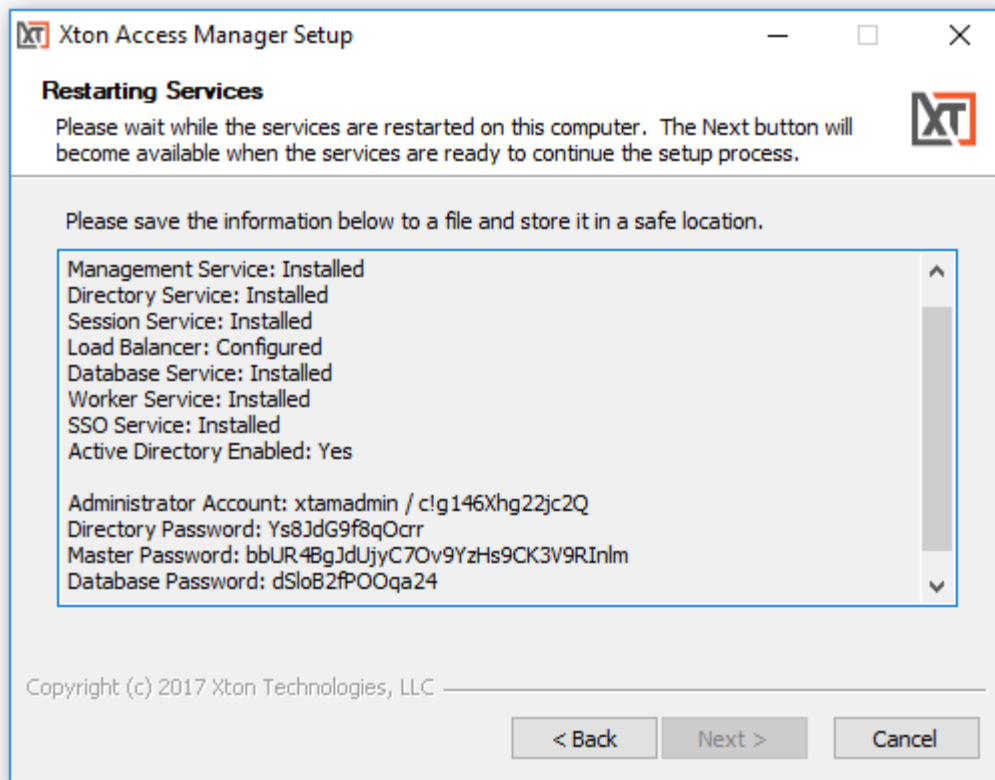 XT Xton Access Manager Setup
Restarting Services
Please wait while the services are restarted on this computer. The Next button will
become available when the services are ready to continue the setup process.
XT
Please save the information below to a file and store it in a safe location.
Management Service: Installed
Directory Service: Installed
Session Service: Installed
Load Balancer: Configured
Database Service: Installed
Worker Service: Installed
SSO Service: Installed
Active Directory Enabled: Yes
Administrator Account: xtamadmin / c!g146Xhg22jc2Q
Directory Password: Ys8JdG9f8qOcrr
Master Password: bbUR4BgJdUjyC7Ov9YzHs9CK3V9RInlm
Database Password: dSloB2fPOOqa24
Copyright (c) 2017 Xton Technologies, LLC
< Back
Next >
Cancel